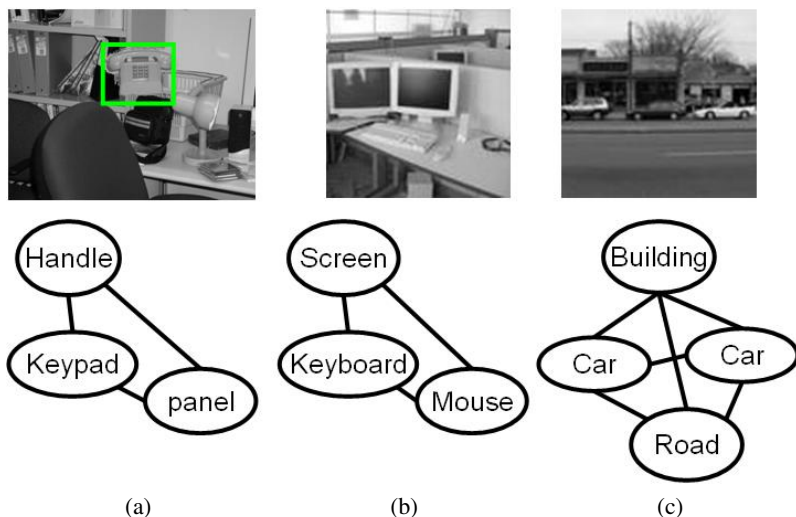 Handle
Keypad
panel
Screen
Keyboard
Mouse
Building
Car
Car
Road
(a)
(b)
(c)